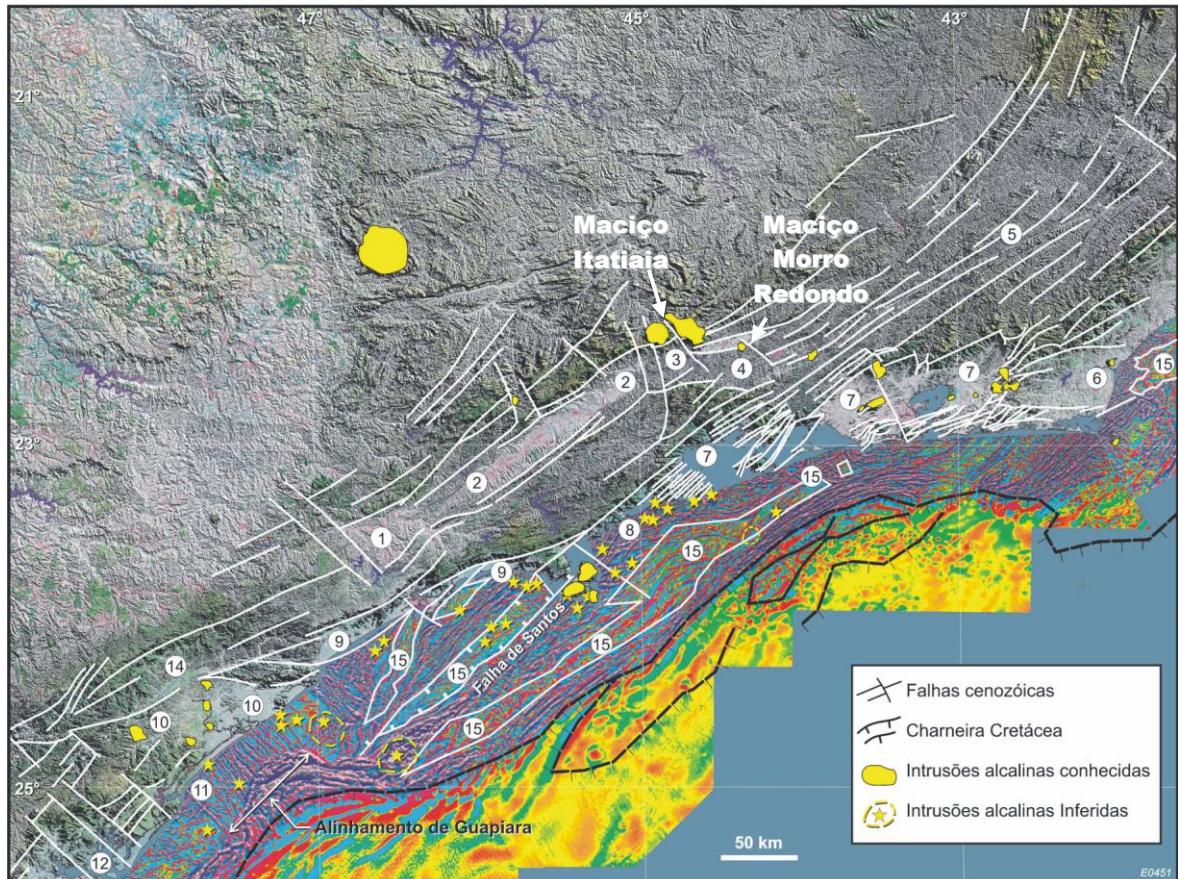 47°
45°
43°
21°
Maciço
Itatiaia
Maciço
Morro
Redondo
5
3
4
2
15
7
7
6
23°
7
2
15
8
15
1
9
Falha de Santos
9
15
15
14
10
10
15
25°
11
Alinhamento de Guapiara
12
50 km
Falhas cenozóicas
Charneira Cretácea
Intrusões alcalinas conhecidas
Intrusões alcalinas Inferidas
E0451